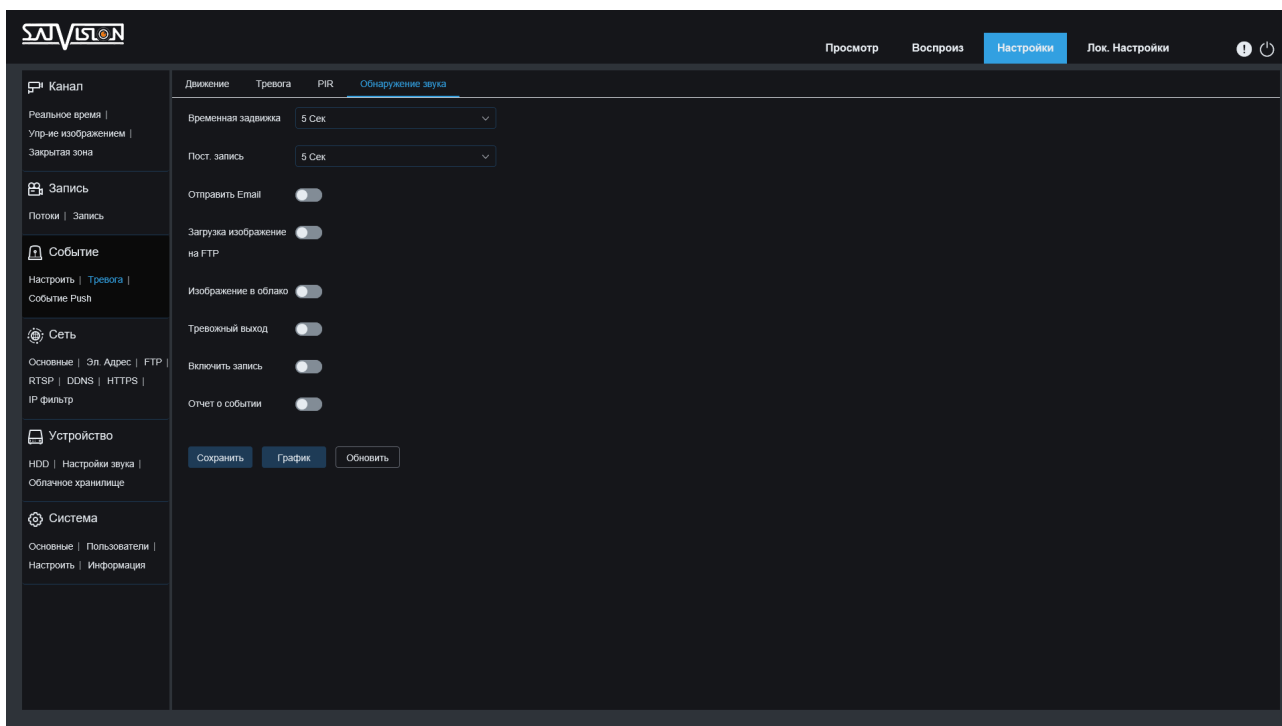 SATVISION
Просмотр Воспроиз Настройки Лок. Настройки
Канал
Реальное время |
Упр-ие изображением |
Закрытая зона
Запись
Потоки | Запись
Событие
Настроить | Тревога |
Событие Push
Сеть
Основные | Эл. Адрес | FTP |
RTSP | DDNS | HTTPS |
IP фильтр
Устройство
HDD | Настройки звука |
Облачное хранилище
Система
Основные | Пользователи |
Настроить | Информация
Движение Тревога PIR Обнаружение звука
Временная задвижка 5 Сек
Пост. запись 5 Сек
Отправить Email
Загрузка изображение
на FTP
Изображение в облако
Тревожный выход
Включить запись
Отчет о событии
Сохранить График Обновить